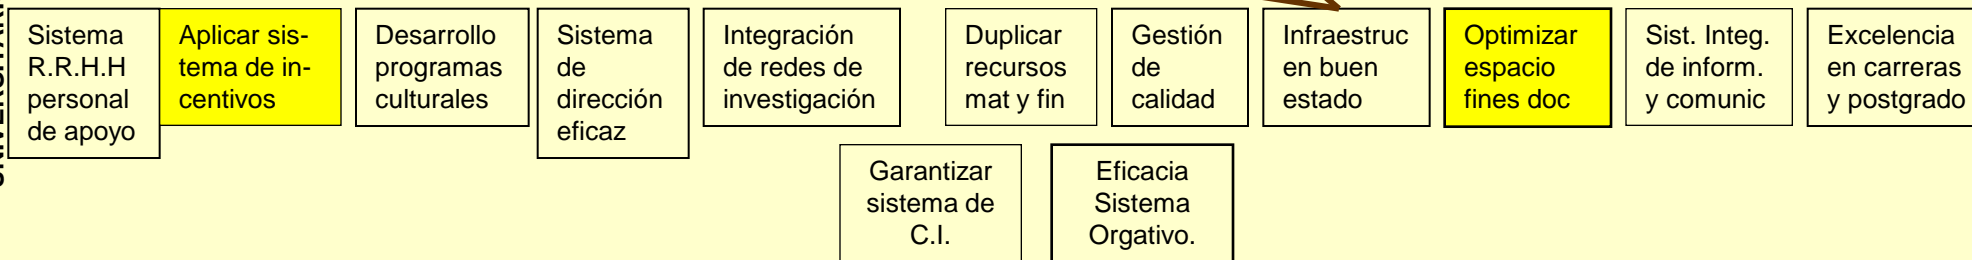 Sistema
R.R.H.H
personal
de apoyo
Aplicar sis-
tema de in-
centivos
Desarrollo
programas
culturales
Sistema
de
dirección
eficaz
Integración
de redes de
investigación
Duplicar
recursos
mat y fin
Gestión
de
calidad
Infraestruc
en buen
estado
Optimizar
espacio
fines doc
Sist. Integ.
de inform.
y comunic
Excelencia
en carreras
y postgrado
Garantizar
sistema de
C.I.
Eficacia
Sistema
Orgativo.